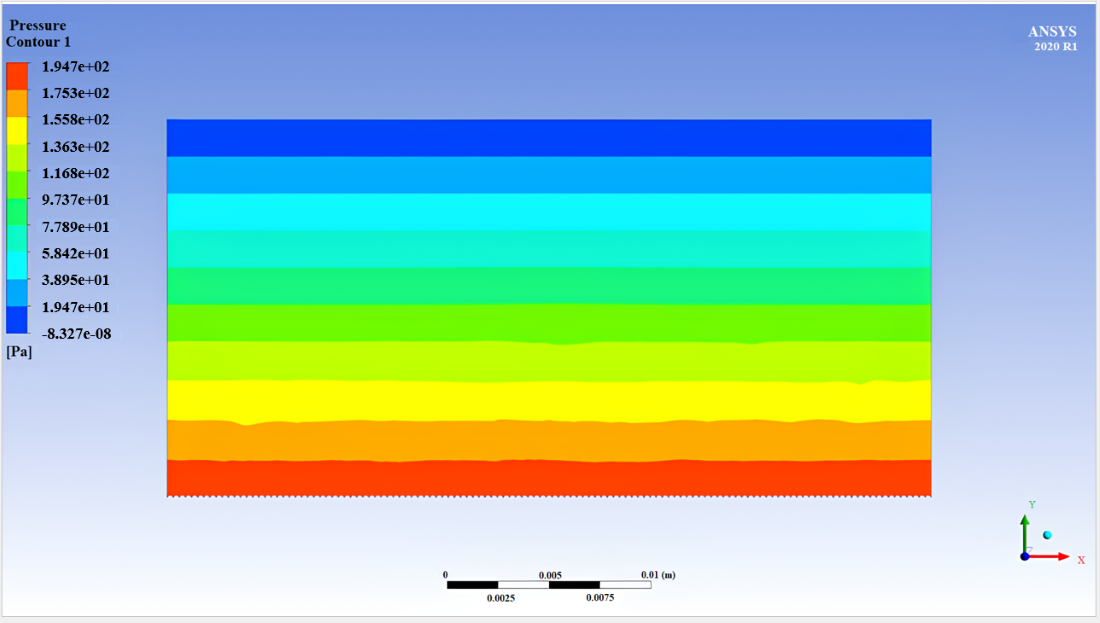 Pressure
Contour 1
1.947e+02
1.753e+02
1.558e+02
1.363e+02
1.168e+02
9.737e+01
7.789e+01
5.842e+01
3.895e+01
1.947e+01
-8.327e-08
[Pa]
ANSYS
2020 R1
Y
X
0 0.005 0.01 (m)
0.0025 0.0075